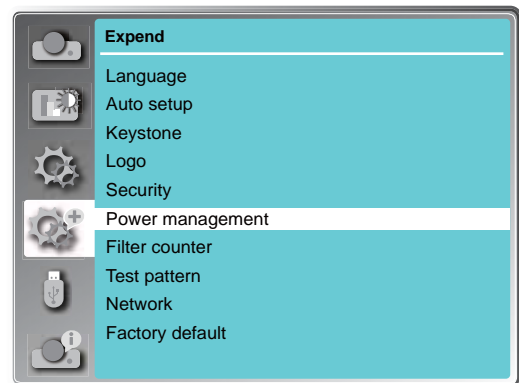 Expend
Language
Auto setup
Keystone
Logo
Security
Power management
Filter counter
Test pattern
Network
Factory default